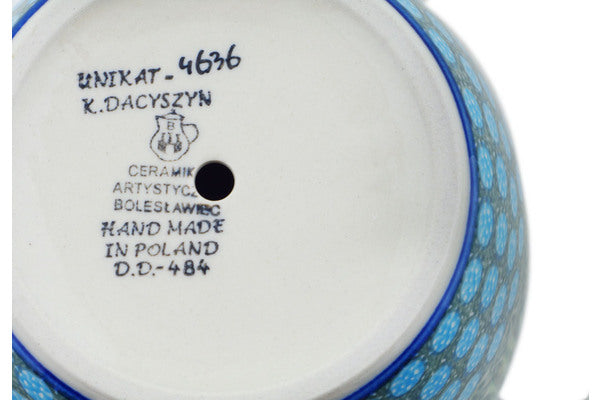 UNIKAT - 4636
K. DACYSZYN
B
CERAMIK
ARTYSTYCZ
BOLESŁAWIEC
HAND MADE
IN POLAND
D.D.-484